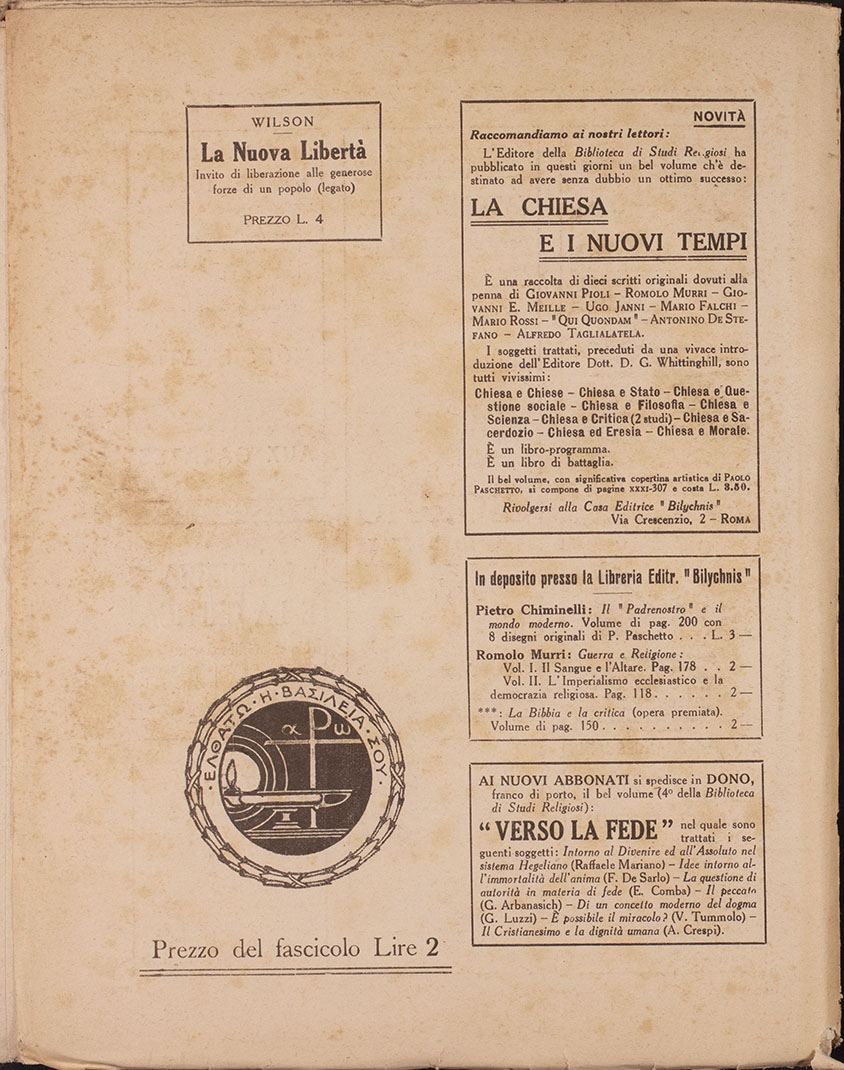 WILSON
La Nuova Libertà
Invito di liberazione alle generose
forze di un popolo (legato)
PREZZO L. 4
ΕΛΘΑΤΩ · Η · ΒΑΣΙΛΕΙΑ · ΣΟΥ ·
α ω
Prezzo del fascicolo Lire 2
NOVITÀ
Raccomandiamo ai nostri lettori:
L'Editore della Biblioteca di Studi Religiosi ha
pubblicato in questi giorni un bel volume ch'è de-
stinato ad avere senza dubbio un ottimo successo:
LA CHIESA
E I NUOVI TEMPI
È una raccolta di dieci scritti originali dovuti alla
penna di GIOVANNI PIOLI – ROMOLO MURRI – GIO-
VANNI E. MEILLE – UGO JANNI – MARIO FALCHI –
MARIO ROSSI – "QUI QUONDAM" – ANTONINO DE STE-
FANO – ALFREDO TAGLIALATELA.
I soggetti trattati, preceduti da una vivace intro-
duzione dell'Editore Dott. D. G. Whittinghill, sono
tutti vivissimi:
Chiesa e Chiese – Chiesa e Stato – Chiesa e Que-
stione sociale – Chiesa e Filosofia – Chiesa e
Scienza – Chiesa e Critica (2 studi) – Chiesa e Sa-
cerdozio – Chiesa ed Eresia – Chiesa e Morale.
È un libro-programma.
È un libro di battaglia.
Il bel volume, con significativa copertina artistica di PAOLO
PASCHETTO, si compone di pagine XXXI-307 e costa L. 3.50.
Rivolgersi alla Casa Editrice "Bilychnis"
Via Crescenzio, 2 – ROMA
In deposito presso la Libreria Editr. "Bilychnis"
Pietro Chiminelli: Il "Padrenostro" e il
mondo moderno. Volume di pag. 200 con
8 disegni originali di P. Paschetto . . . L. 3 —
Romolo Murri: Guerra e Religione:
Vol. I. Il Sangue e l'Altare. Pag. 178 . . 2 —
Vol. II. L'Imperialismo ecclesiastico e la
democrazia religiosa. Pag. 118 . . . . . . 2 —
***: La Bibbia e la critica (opera premiata).
Volume di pag. 150 . . . . . . . . . . 2 —
AI NUOVI ABBONATI si spedisce in DONO,
franco di porto, il bel volume (4º della Biblioteca
di Studi Religiosi):
"VERSO LA FEDE" nel quale sono
trattati i se-
guenti soggetti: Intorno al Divenire ed all'Assoluto nel
sistema Hegeliano (Raffaele Mariano) – Idee intorno al-
l'immortalità dell'anima (F. De Sarlo) – La questione di
autorità in materia di fede (E. Comba) – Il peccato
(G. Arbanasich) – Di un concetto moderno del dogma
(G. Luzzi) – È possibile il miracolo? (V. Tummolo) –
Il Cristianesimo e la dignità umana (A. Crespi).